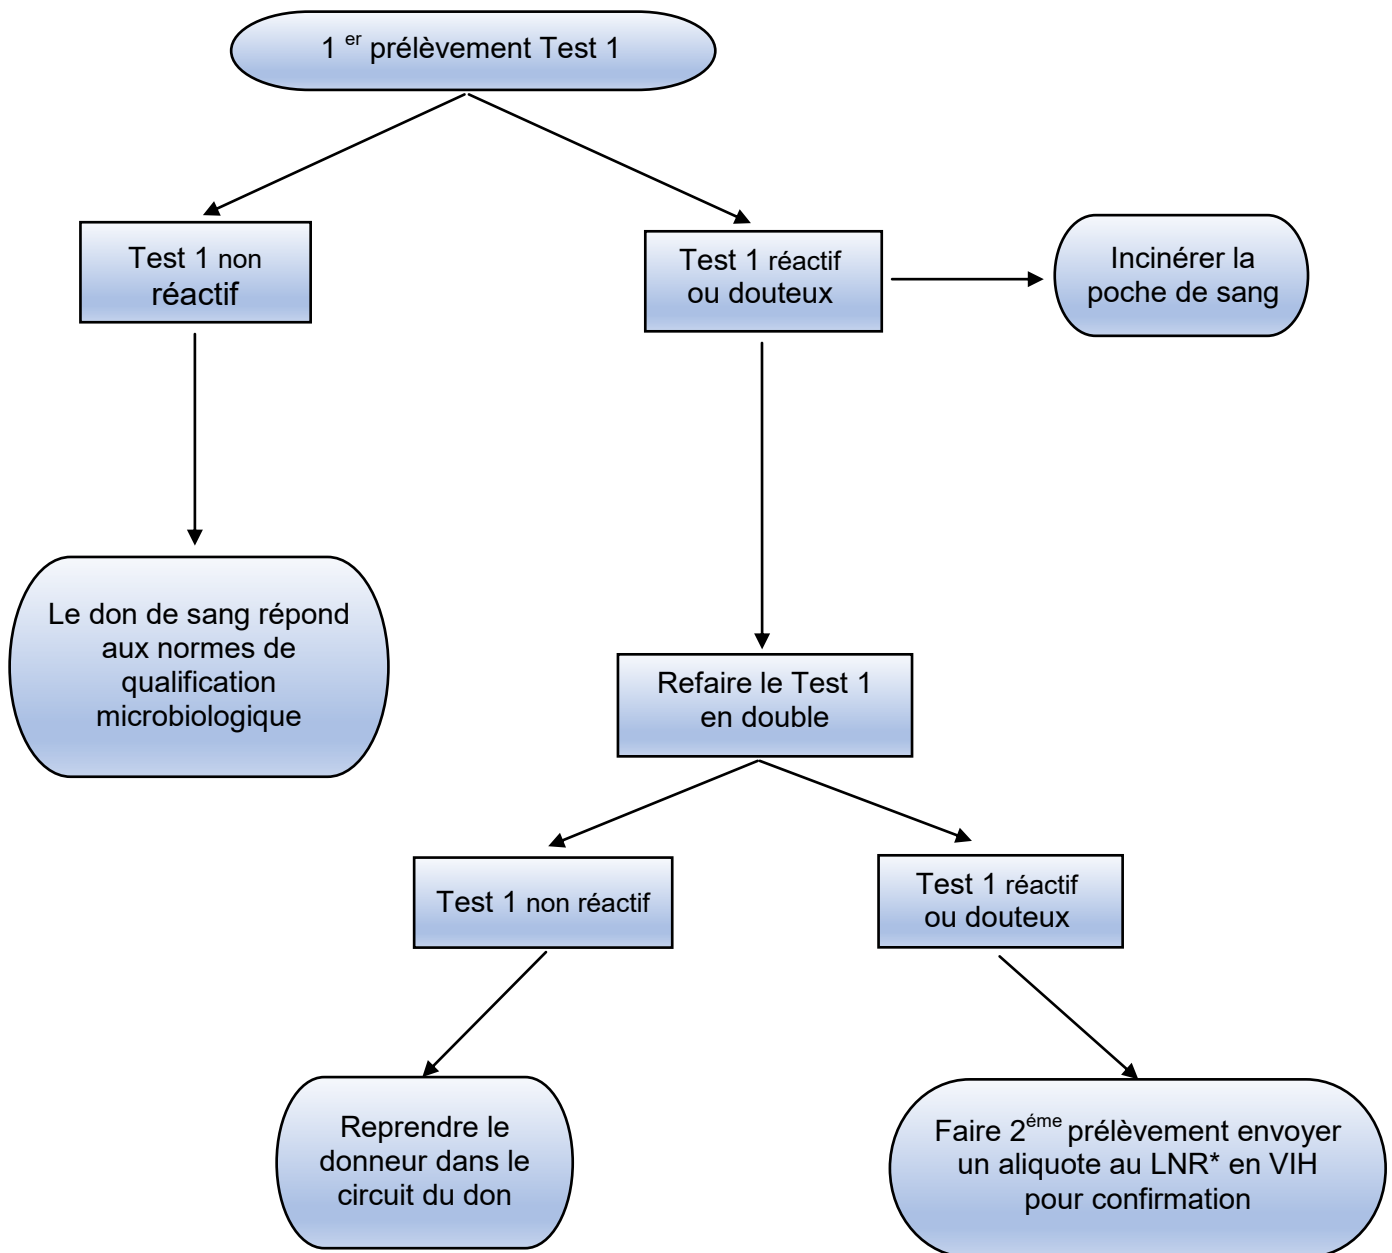 1 er prélèvement Test 1
Test 1 non
réactif
Test 1 réactif
ou douteux
Incinérer la
poche de sang
Le don de sang répond
aux normes de
qualification
microbiologique
Refaire le Test 1
en double
Test 1 non réactif
Test 1 réactif
ou douteux
Reprendre le
donneur dans le
circuit du don
Faire 2éme prélèvement envoyer
un aliquote au LNR* en VIH
pour confirmation